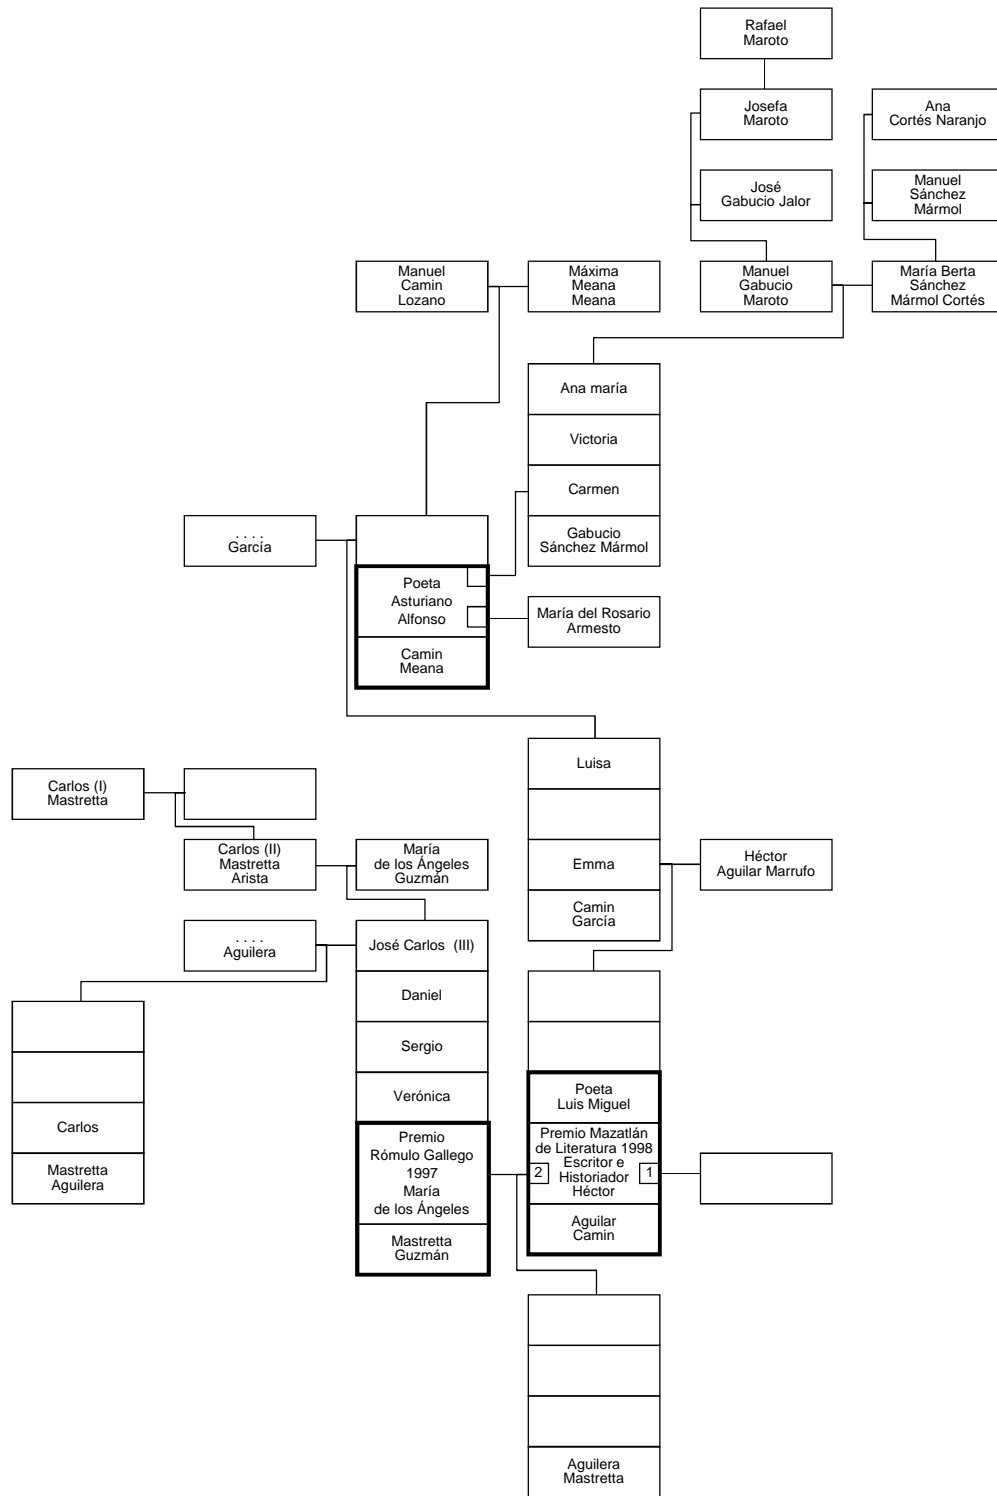 Rafael
Maroto
Josefa
Maroto
Ana
Cortés Naranjo
José
Gabucio Jalor
Manuel
Sánchez
Mármol
Manuel
Camin
Lozano
Máxima
Meana
Meana
Manuel
Gabucio
Maroto
María Berta
Sánchez
Mármol Cortés
Ana maría
Victoria
Carmen
Gabucio
Sánchez Mármol
. . . .
García
Poeta
Asturiano
Alfonso
Camin
Meana
María del Rosario
Armesto
Luisa
Emma
Camin
García
Héctor
Aguilar Marrufo
Carlos (I)
Mastretta
Carlos (II)
Mastretta
Arista
María
de los Ángeles
Guzmán
. . . .
Aguilera
José Carlos (III)
Daniel
Sergio
Verónica
Premio
Rómulo Gallego
1997
María
de los Ángeles
Mastretta
Guzmán
Carlos
Mastretta
Aguilera
Poeta
Luis Miguel
Premio Mazatlán
de Literatura 1998
2 Escritor e 1
Historiador
Héctor
Aguilar
Camin
Aguilera
Mastretta